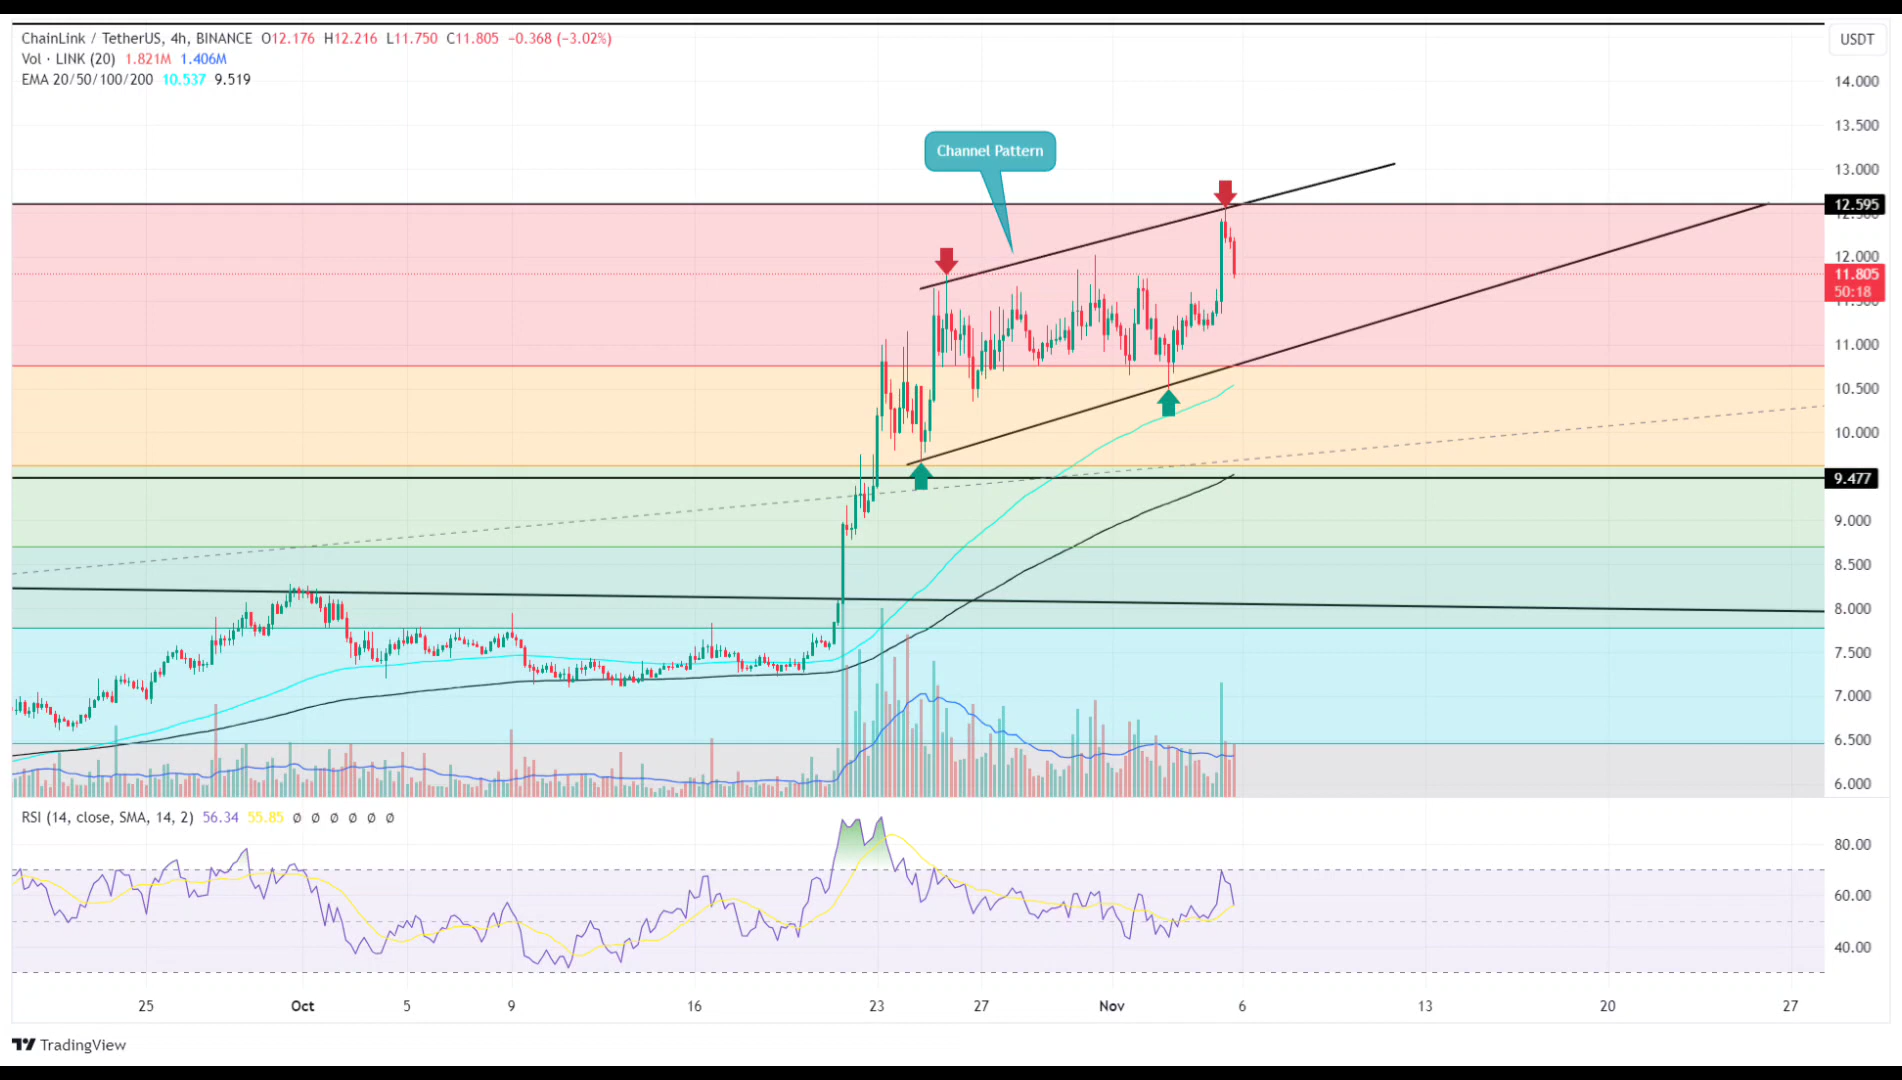 ChainLink / TetherUS, 4h, BINANCE O12.176 H12.216 L11.750 C11.805 −0.368 (−3.02%)
USDT
Vol · LINK (20) 1.821M 1.406M
EMA 20/50/100/200 10.537 9.519
14.000
13.500
Channel Pattern
13.000
12.595
12.000
11.805
50:18
11.000
10.500
10.000
9.477
9.000
8.500
8.000
7.500
7.000
6.500
6.000
RSI (14, close, SMA, 14, 2) 56.34 55.85 ø ø ø ø ø ø
80.00
60.00
40.00
25 Oct 5 9 16 23 27 Nov 6 13 20 27
TradingView